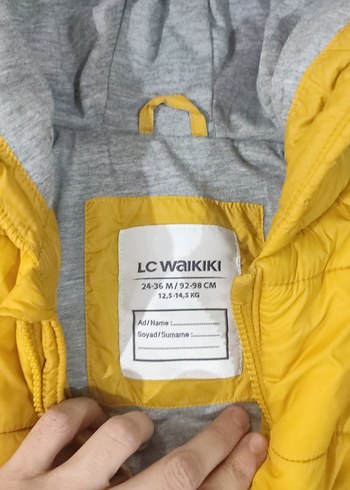 LC WAIKIKI
24-36 M / 92-98 CM
12,5-14,5 KG
Ad/Name :....................
Soyad/Surname :............
................................